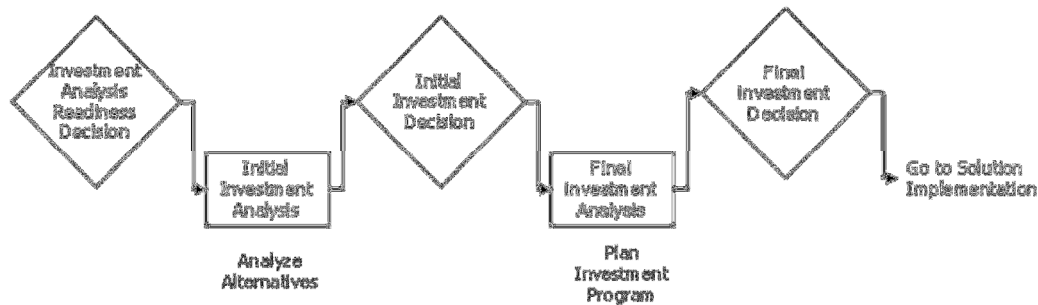 Investment
Analysis
Readiness
Decision
Initial
Investment
Analysis
Analyze
Alternatives
Initial
Investment
Decision
Final
Investment
Analysis
Plan
Investment
Program
Final
Investment
Decision
Go to Solution
Implementation